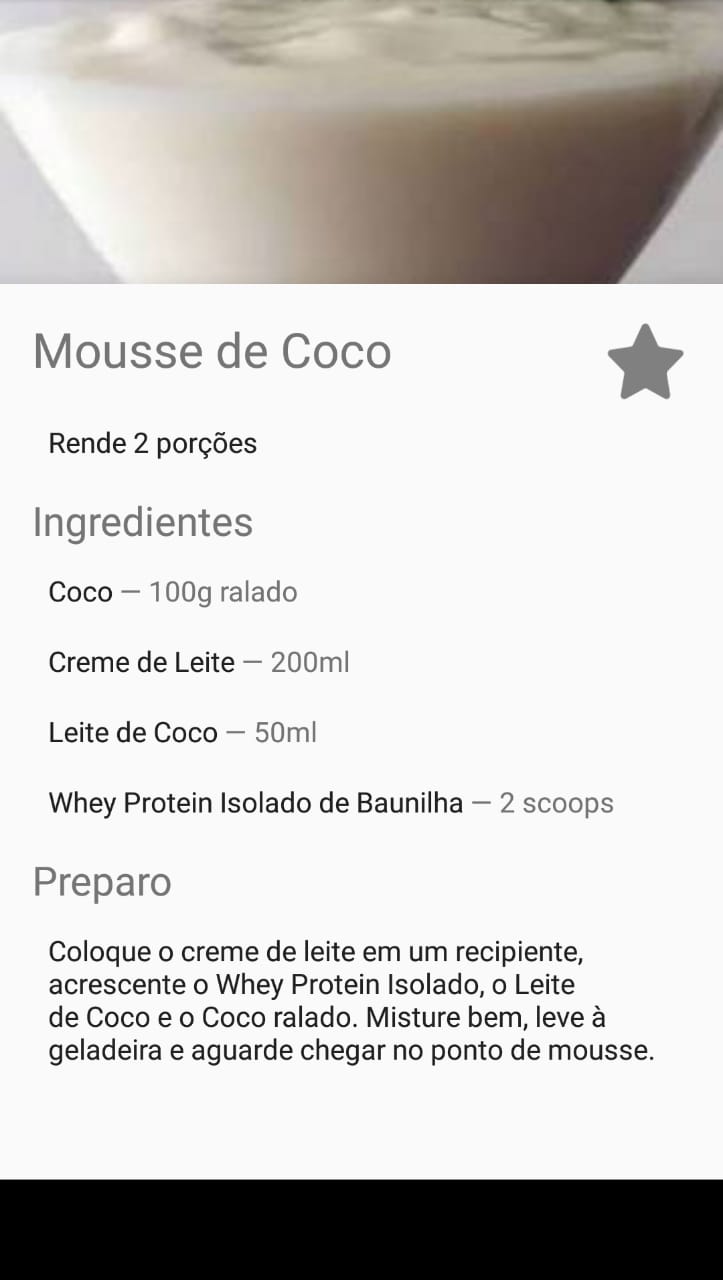 Mousse de Coco
Rende 2 porções
Ingredientes
Coco — 100g ralado
Creme de Leite — 200ml
Leite de Coco — 50ml
Whey Protein Isolado de Baunilha — 2 scoops
Preparo
Coloque o creme de leite em um recipiente,
acrescente o Whey Protein Isolado, o Leite
de Coco e o Coco ralado. Misture bem, leve à
geladeira e aguarde chegar no ponto de mousse.